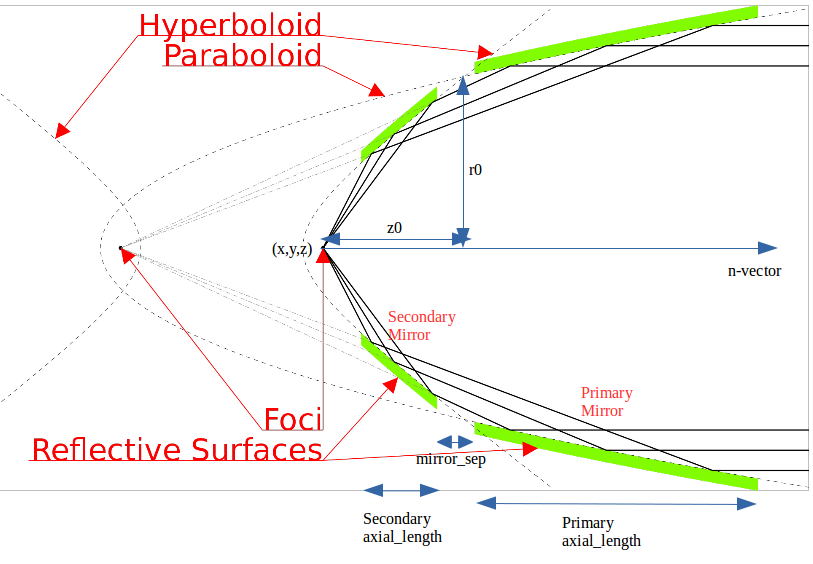 Hyperboloid
Paraboloid
r0
z0
(x,y,z)
n-vector
Secondary
Mirror
Primary
Mirror
Foci
Reflective Surfaces
mirror_sep
Secondary
axial_length
Primary
axial_length